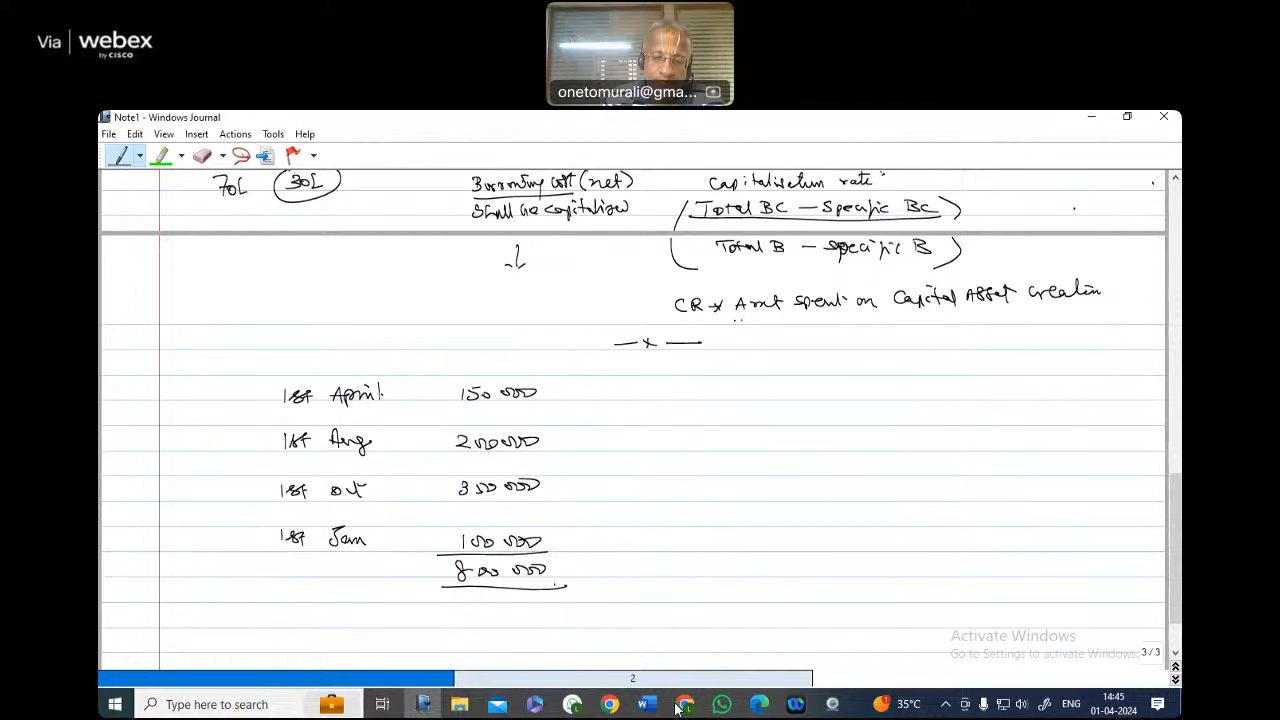 Via | webex
by CISCO
onetomurali@gma...
Note1 - Windows Journal
File Edit View Insert Actions Tools Help
70L 30L Borrowing cost (net) Capitalisation rate:
Shall be capitalised (Total BC - Specific BC)
(Total B - Specific B)
CR x Amt spent on Capital Asset Creation
— x —
1st April 150 000
1st Aug 200000
1st Oct 350 000
1st Jan 100 000
800 000
Activate Windows
Go to Settings to activate Windows.
3 / 3
2
Type here to search 35°C ENG 14:45
01-04-2024